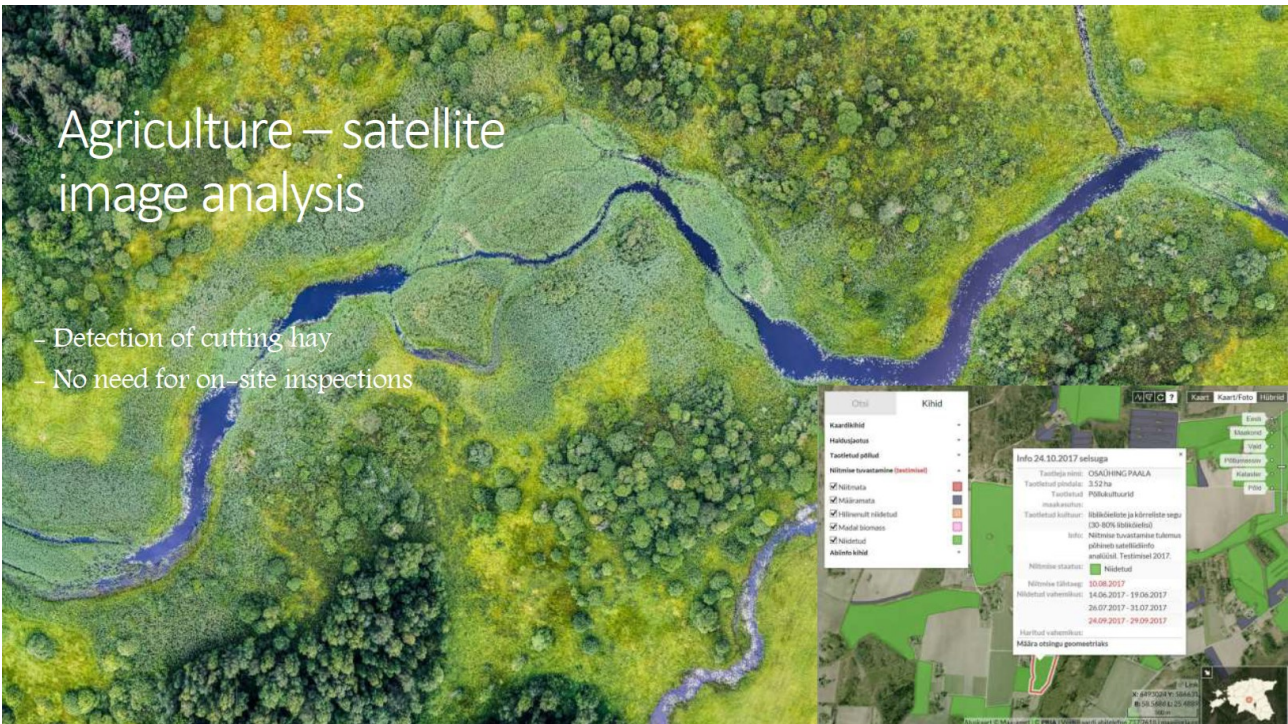 Agriculture – satellite
image analysis
- Detection of cutting hay
- No need for on-site inspections
Otsi
Kihid
Kaardikihid
Haldusjaotus
Taotletud põllud
Niitmise tuvastamine (testimisel)
Niitmata
Määramata
Hilinenult niidetud
Madal biomass
Niidetud
Abiinfo kihid
?
Kaart
Kaart/Foto
Hübriid
Eesti
Maakond
Vald
Põllumassiiv
Kataster
Põld
Info 24.10.2017 seisuga
Taotleja nimi: OSAÜHING PAALA
Taotletud pindala: 3.52 ha
Taotletud Põllukultuurid
maakasutus:
Taotletud kultuur: liblikõieliste ja kõrreliste segu
(30-80% liblikõielisi)
Info: Niitmise tuvastamise tulemus
põhineb satelliidiinfo
analüüsil. Testimisel 2017.
Niitmise staatus: Niidetud
Niitmise tähtaeg: 10.08.2017
Niidetud vahemikus: 14.06.2017 - 19.06.2017
26.07.2017 - 31.07.2017
24.09.2017 - 29.09.2017
Haritud vahemikus:
Määra otsingu geomeetriaks
Link